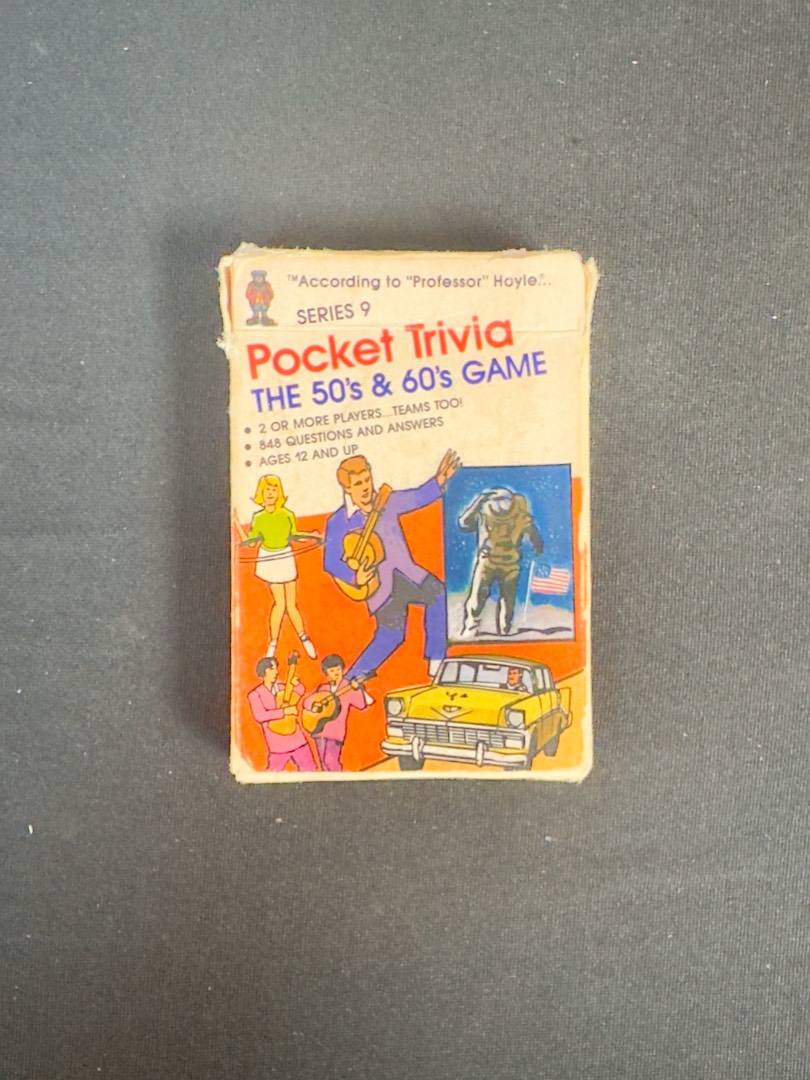 ™According to "Professor" Hoyle®...
SERIES 9
Pocket Trivia
THE 50's & 60's GAME
• 2 OR MORE PLAYERS...TEAMS TOO!
• 848 QUESTIONS AND ANSWERS
• AGES 12 AND UP